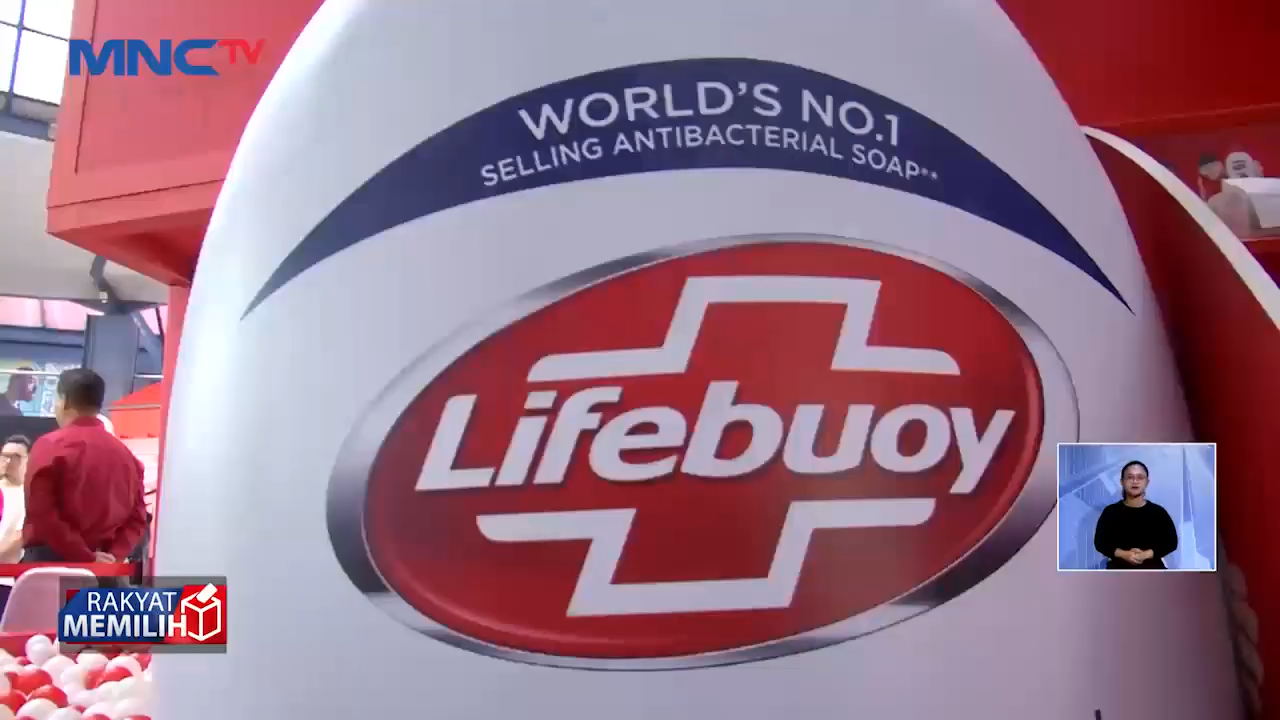 MNCTV
WORLD'S NO.1
SELLING ANTIBACTERIAL SOAP**
Lifebuoy
RAKYAT
MEMILIH